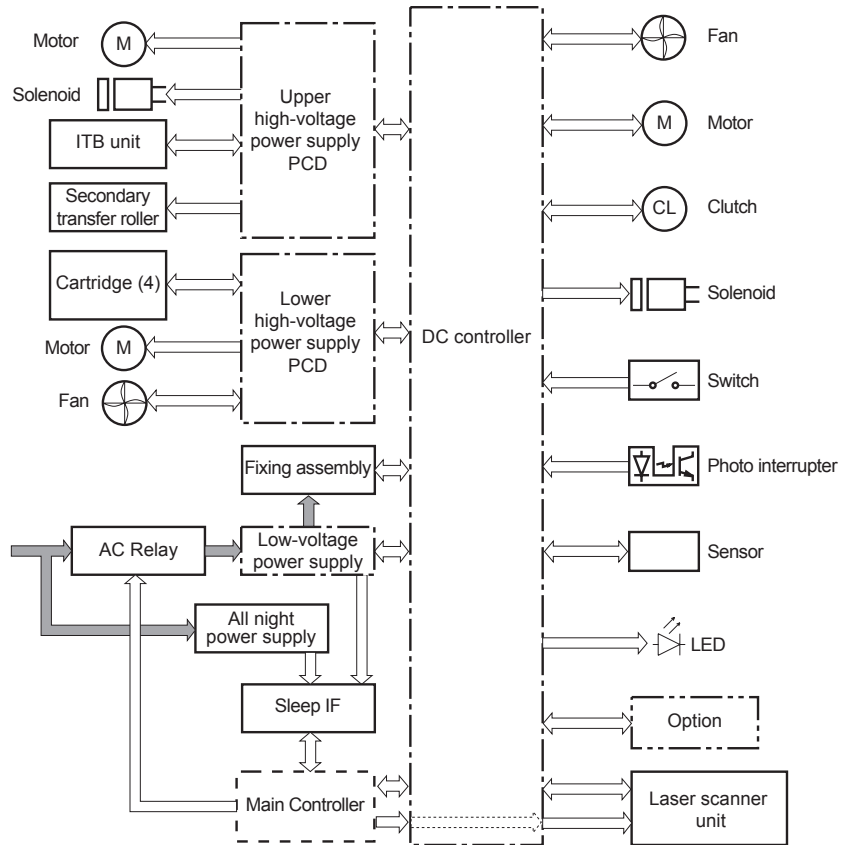 Motor
M
Solenoid
ITB unit
Secondary
transfer roller
Upper
high-voltage
power supply
PCD
Cartridge (4)
Motor
M
Fan
Lower
high-voltage
power supply
PCD
Fixing assembly
AC Relay
Low-voltage
power supply
All night
power supply
Sleep IF
Main Controller
DC controller
Fan
M
Motor
CL
Clutch
Solenoid
Switch
Photo interrupter
Sensor
LED
Option
Laser scanner
unit